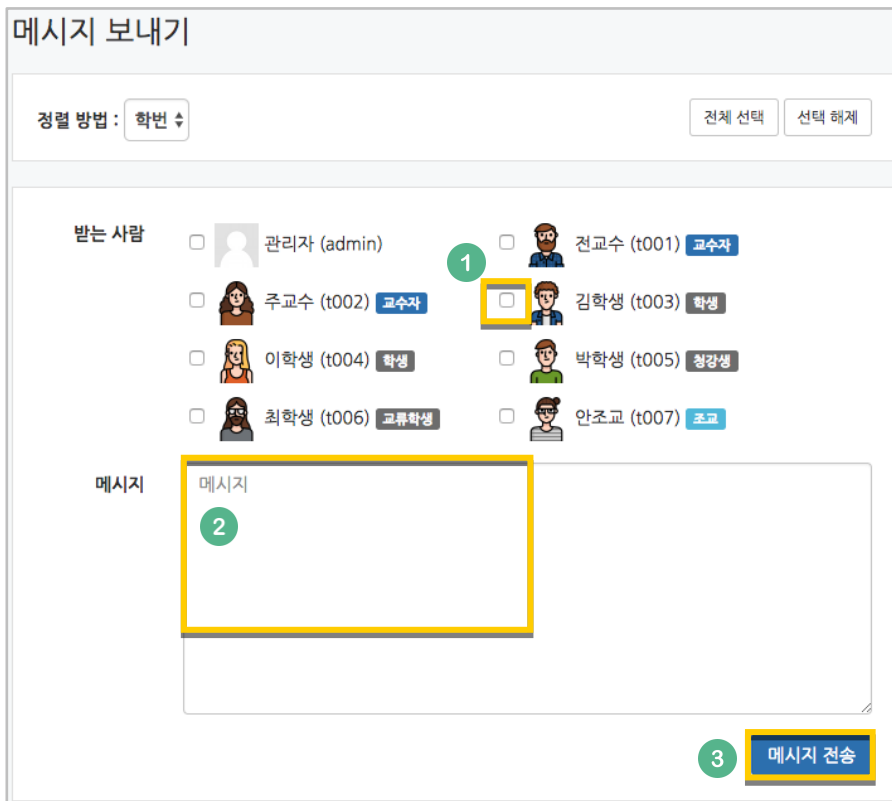 메시지 보내기
정렬 방법 : 학번 전체 선택 선택 해제
받는 사람 관리자 (admin) 전교수 (t001) 교수자
1
주교수 (t002) 교수자 김학생 (t003) 학생
이학생 (t004) 학생 박학생 (t005) 청강생
최학생 (t006) 교류학생 안조교 (t007) 조교
메시지 메시지
2
3 메시지 전송